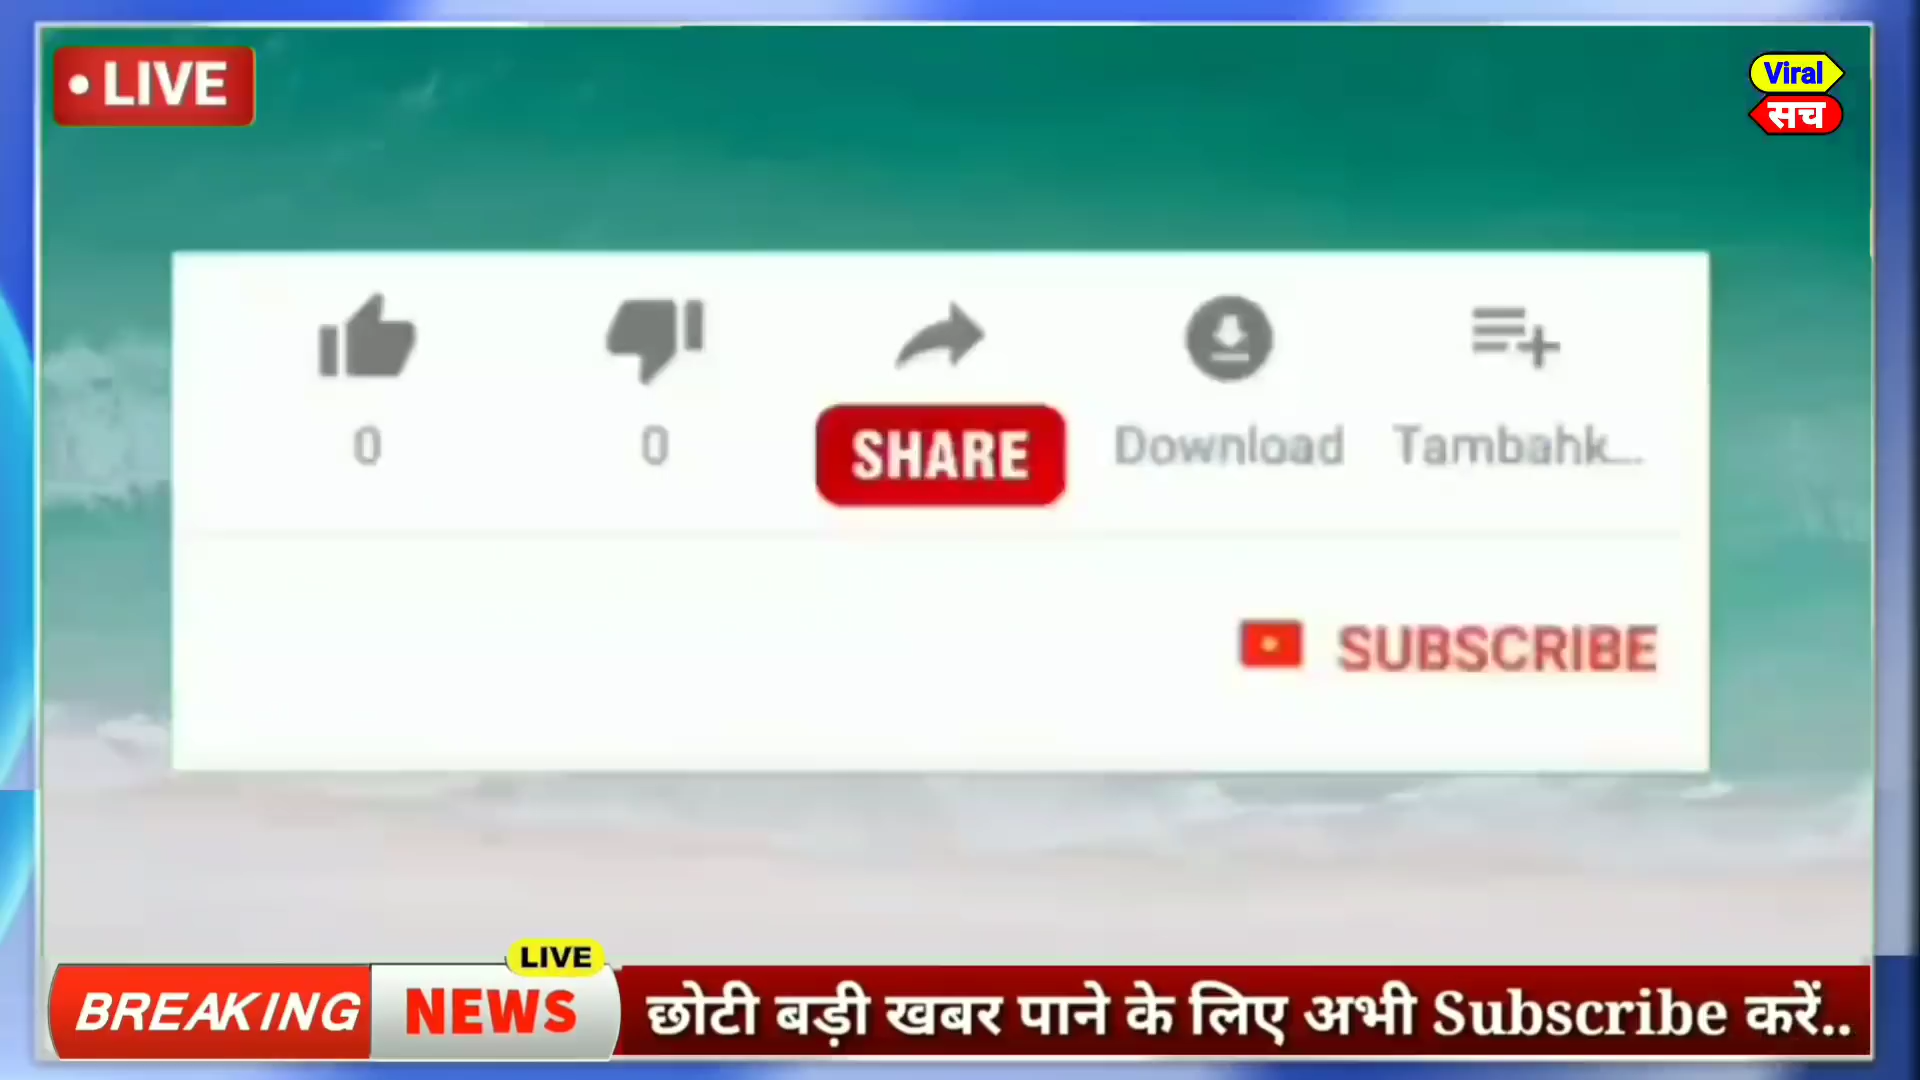 • LIVE
Viral
सच
0
0
SHARE
Download
Tambahk...
SUBSCRIBE
LIVE
BREAKING NEWS
छोटी बड़ी खबर पाने के लिए अभी Subscribe करें..